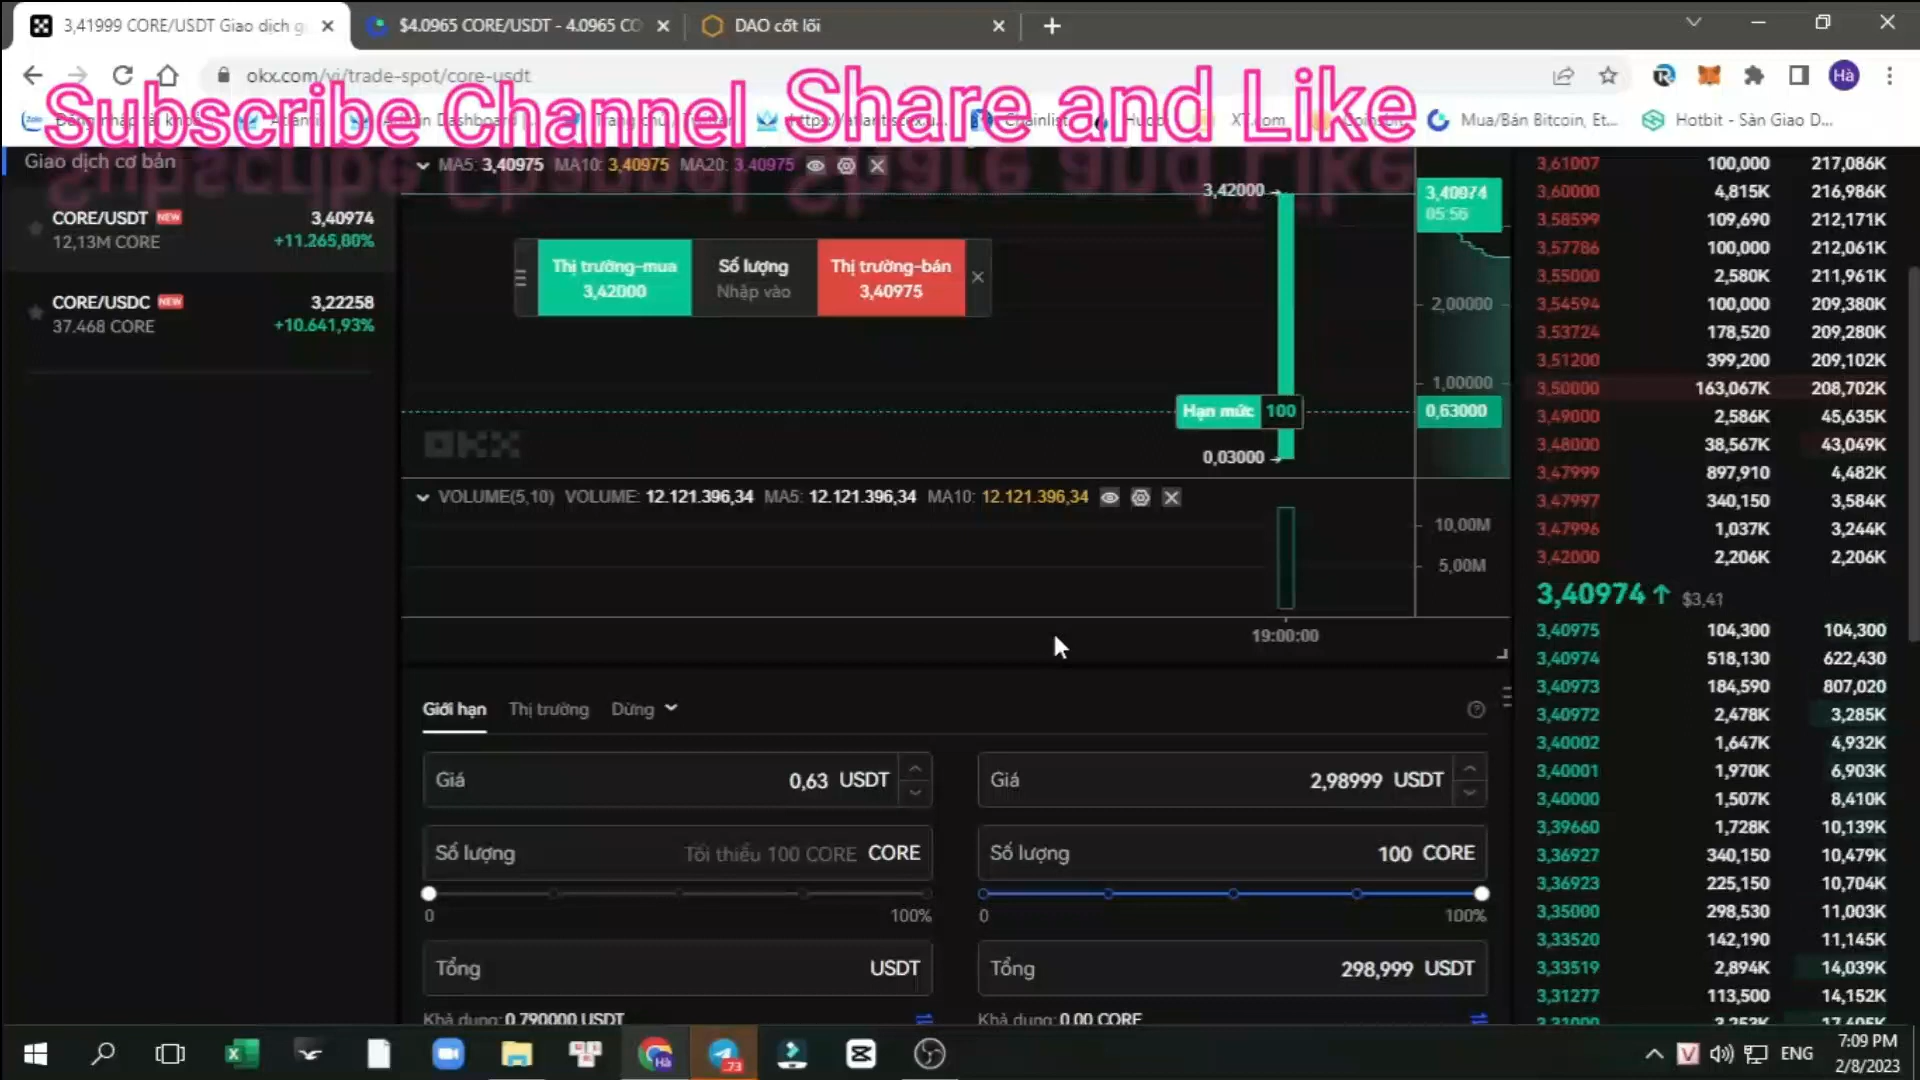 3,41999 CORE/USDT Giao dịch g
$4.0965 CORE/USDT - 4.0965 CO
DAO cốt lõi
okx.com/vi/trade-spot/core-usdt
Hà
Subscribe Channel Share and Like
Mua/Bán Bitcoin, Et...
Hotbit - Sàn Giao D...
Giao dịch cơ bản
CORE/USDT NEW 3,40974
12,13M CORE +11.265,80%
CORE/USDC NEW 3,22258
37.468 CORE +10.641,93%
MA5: 3,40975 MA10: 3,40975 MA20: 3,40975
3,42000
3,40974
05:56
Thị trường-mua
3,42000
Số lượng
Nhập vào
Thị trường-bán
3,40975
2,00000
1,00000
Hạn mức 100
0,63000
OKX
0,03000
VOLUME(5,10) VOLUME: 12.121.396,34 MA5: 12.121.396,34 MA10: 12.121.396,34
10,00M
5,00M
19:00:00
Giới hạn Thị trường Dừng
Giá 0,63 USDT
Số lượng Tối thiểu 100 CORE CORE
0 100%
Tổng USDT
Khả dụng: 0,790000 USDT
Giá 2,98999 USDT
Số lượng 100 CORE
0 100%
Tổng 298,999 USDT
Khả dụng: 0,00 CORE
3,61007 100,000 217,086K
3,60000 4,815K 216,986K
3,58599 109,690 212,171K
3,57786 100,000 212,061K
3,55000 2,580K 211,961K
3,54594 100,000 209,380K
3,53724 178,520 209,280K
3,51200 399,200 209,102K
3,50000 163,067K 208,702K
3,49000 2,586K 45,635K
3,48000 38,567K 43,049K
3,47999 897,910 4,482K
3,47997 340,150 3,584K
3,47996 1,037K 3,244K
3,42000 2,206K 2,206K
3,40974 ↑ $3,41
3,40975 104,300 104,300
3,40974 518,130 622,430
3,40973 184,590 807,020
3,40972 2,478K 3,285K
3,40002 1,647K 4,932K
3,40001 1,970K 6,903K
3,40000 1,507K 8,410K
3,39660 1,728K 10,139K
3,36927 340,150 10,479K
3,36923 225,150 10,704K
3,35000 298,530 11,003K
3,33520 142,190 11,145K
3,33519 2,894K 14,039K
3,31277 113,500 14,152K
3,31000 3,253K 17,405K
73
ENG
7:09 PM
2/8/2023